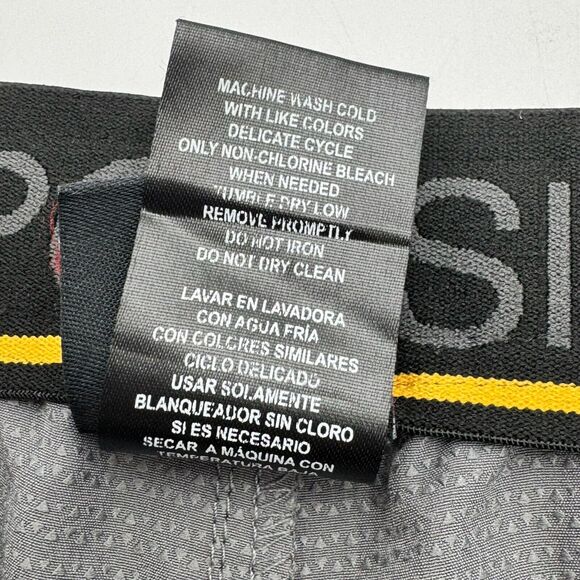 MACHINE WASH COLD
WITH LIKE COLORS
DELICATE CYCLE
ONLY NON-CHLORINE BLEACH
WHEN NEEDED
TUMBLE DRY LOW
REMOVE PROMPTLY
DO NOT IRON
DO NOT DRY CLEAN
LAVAR EN LAVADORA
CON AGUA FRÍA
CON COLORES SIMILARES
CICLO DELICADO
USAR SOLAMENTE
BLANQUEADOR SIN CLORO
SI ES NECESARIO
SECAR A MÁQUINA CON
TEMPERATURA BAJA